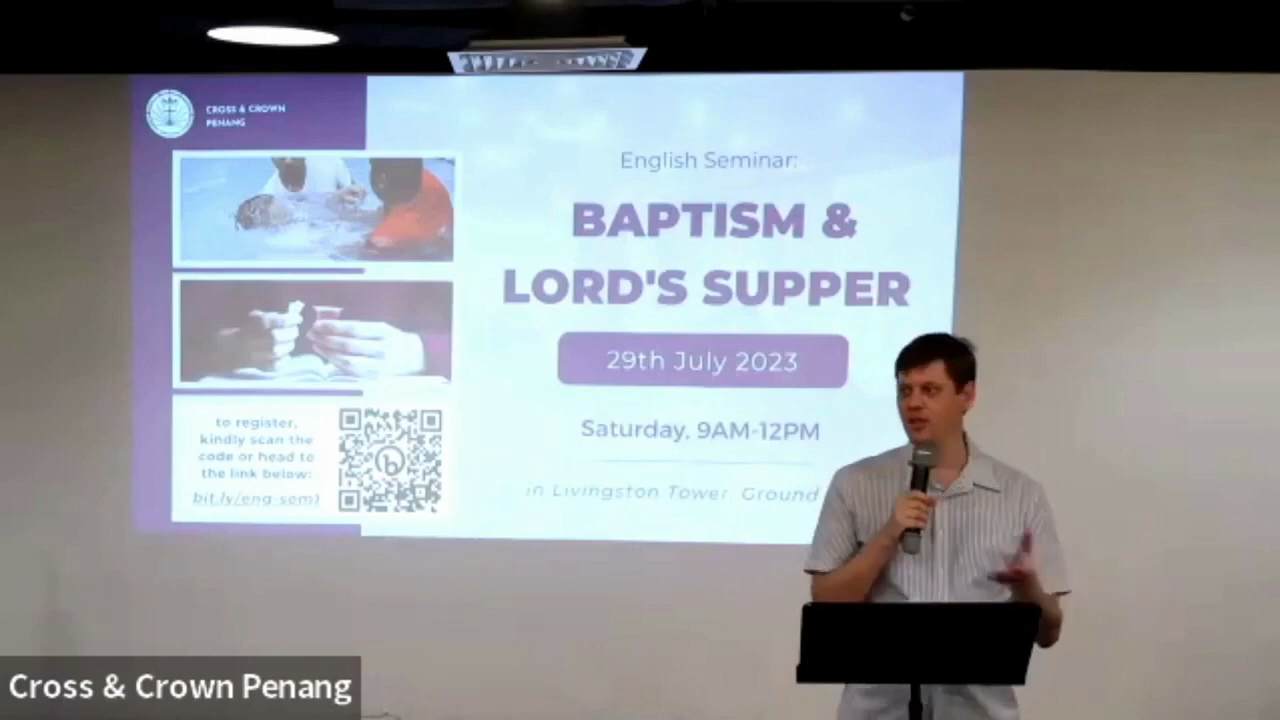 CROSS & CROWN
PENANG
English Seminar:
BAPTISM &
LORD'S SUPPER
29th July 2023
Saturday, 9AM-12PM
in Livingston Tower, Ground
to register,
kindly scan the
code or head to
the link below:
bit.ly/eng-sem1
Cross & Crown Penang